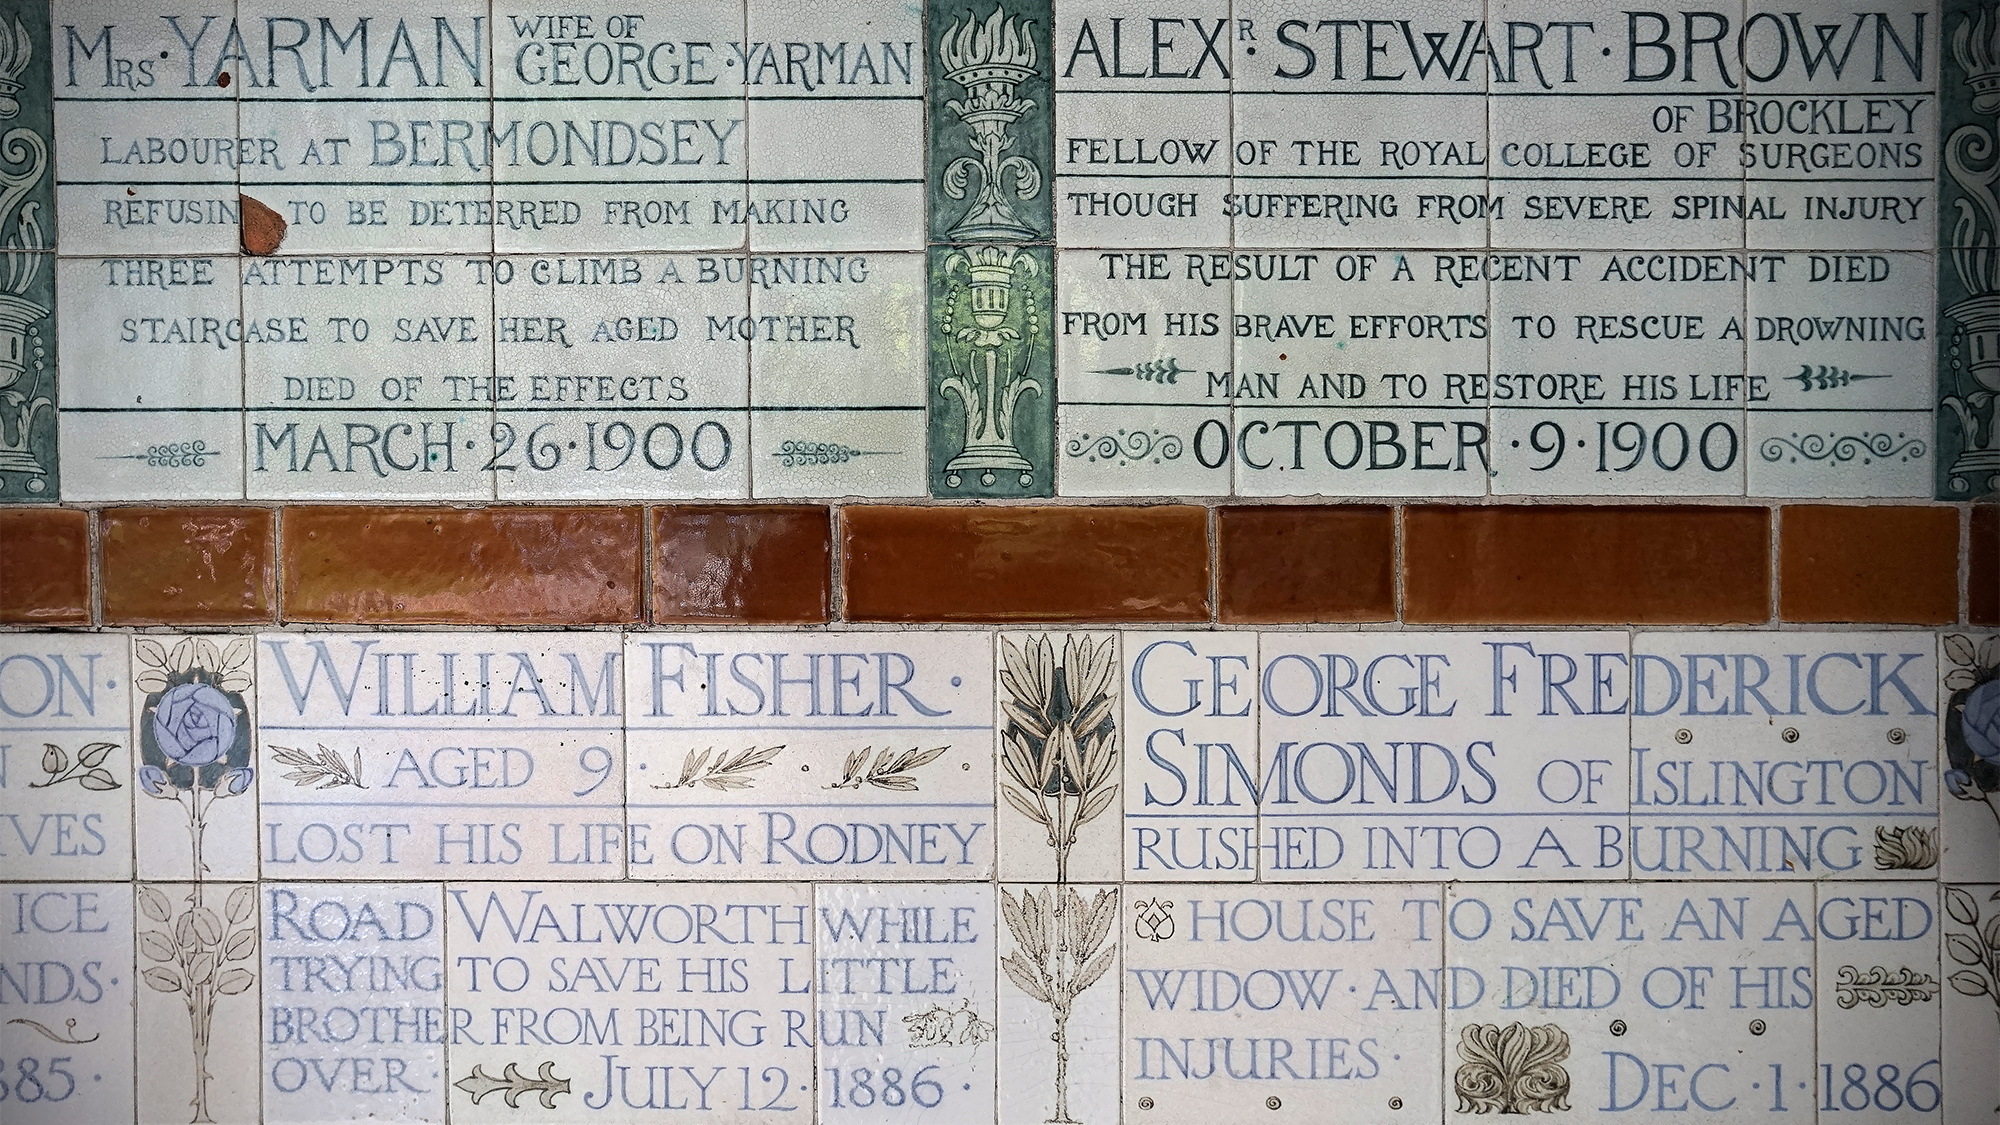 MRS · YARMAN WIFE OF GEORGE · YARMAN
LABOURER AT BERMONDSEY
REFUSIN TO BE DETERRED FROM MAKING
THREE ATTEMPTS TO CLIMB A BURNING
STAIRCASE TO SAVE HER AGED MOTHER
DIED OF THE EFFECTS
MARCH · 26 · 1900
ALEXR · STEWART · BROWN
OF BROCKLEY
FELLOW OF THE ROYAL COLLEGE OF SURGEONS
THOUGH SUFFERING FROM SEVERE SPINAL INJURY
THE RESULT OF A RECENT ACCIDENT DIED
FROM HIS BRAVE EFFORTS TO RESCUE A DROWNING
MAN AND TO RESTORE HIS LIFE
OCTOBER · 9 · 1900
ON ·
N
VES
ICE
NDS ·
885 ·
WILLIAM FISHER ·
AGED 9 ·
LOST HIS LIFE ON RODNEY
ROAD WALWORTH WHILE
TRYING TO SAVE HIS LITTLE
BROTHER FROM BEING RUN
OVER · JULY 12 · 1886 ·
GEORGE FREDERICK
SIMONDS OF ISLINGTON
RUSHED INTO A BURNING
HOUSE TO SAVE AN AGED
WIDOW · AND DIED OF HIS
INJURIES ·
DEC · 1 · 1886